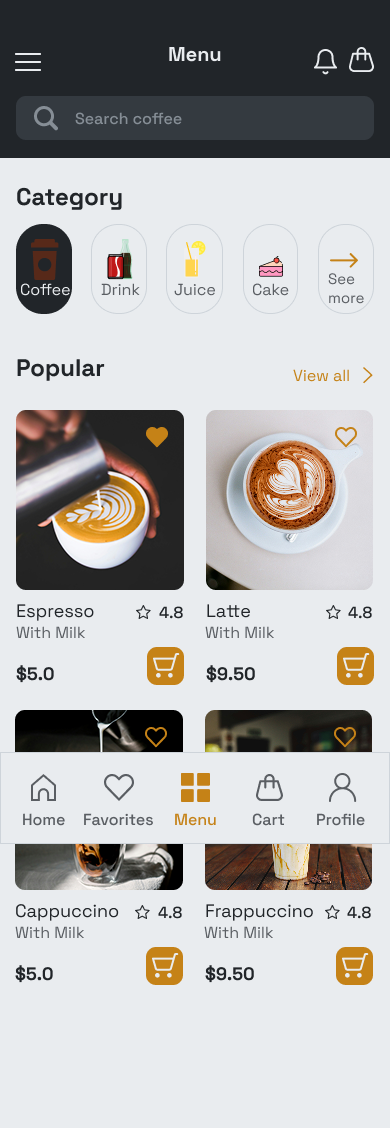 Menu
Search coffee
Category
Coffee
Drink
Juice
Cake
See
more
Popular
View all
Espresso
4.8
With Milk
$5.0
Latte
4.8
With Milk
$9.50
Home
Favorites
Menu
Cart
Profile
Cappuccino
4.8
With Milk
$5.0
Frappuccino
4.8
With Milk
$9.50